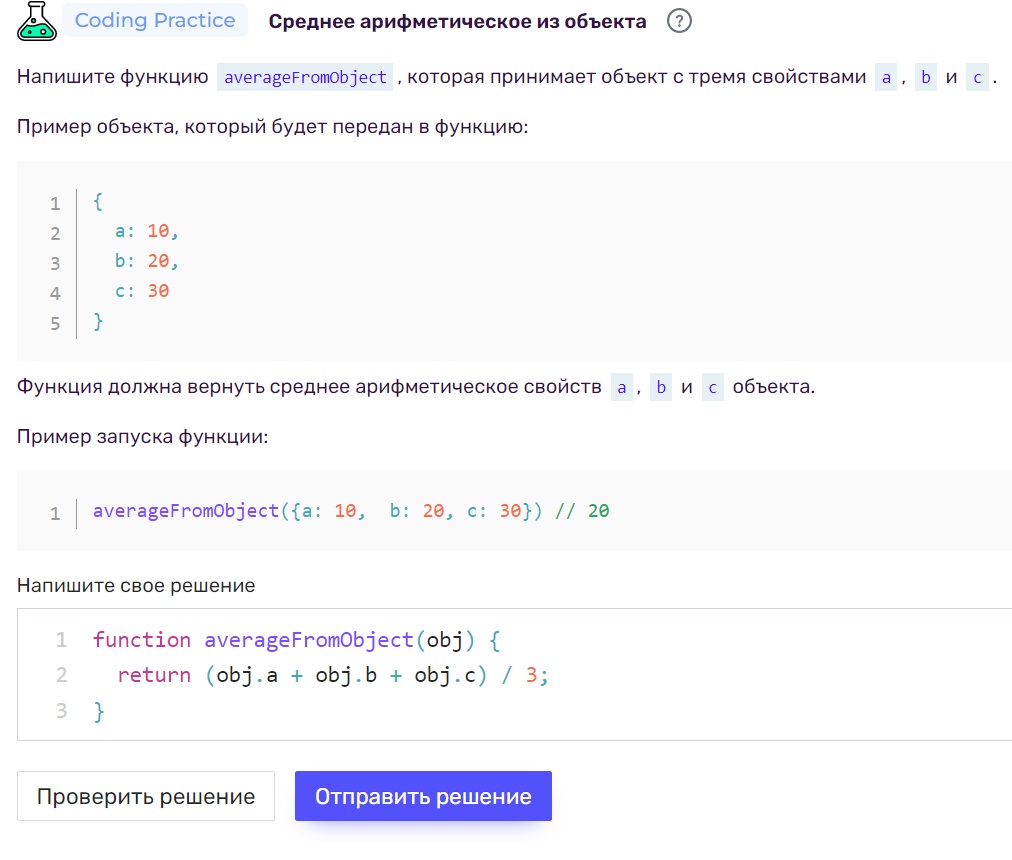 Coding Practice Среднее арифметическое из объекта ?
Напишите функцию averageFromObject , которая принимает объект с тремя свойствами a , b и c .
Пример объекта, который будет передан в функцию:
1 {
2   a: 10,
3   b: 20,
4   c: 30
5 }
Функция должна вернуть среднее арифметическое свойств a , b и c объекта.
Пример запуска функции:
1 averageFromObject({a: 10,  b: 20, c: 30}) // 20
Напишите свое решение
1 function averageFromObject(obj) {
2   return (obj.a + obj.b + obj.c) / 3;
3 }
Проверить решение Отправить решение